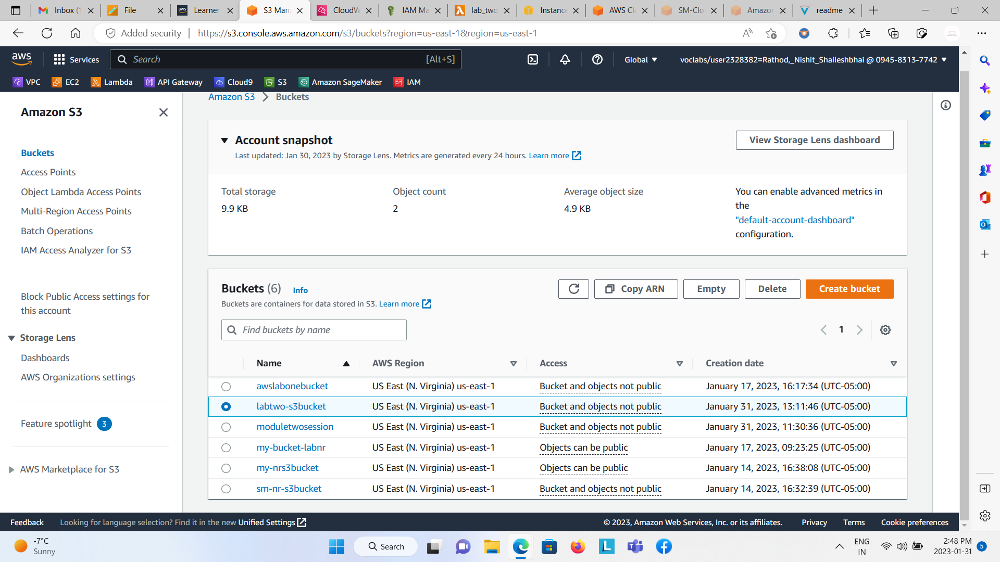 Inbox (1
File
Learner
S3 Man
CloudW
IAM Ma
lab_two
Instance
AWS Cl
SM-Clo
Amazon
readme
Added security
https://s3.console.aws.amazon.com/s3/buckets?region=us-east-1&region=us-east-1
aws
Services
Search
[Alt+S]
Global
voclabs/user2328382=Rathod,_Nishit_Shaileshbhai @ 0945-8313-7742
VPC
EC2
Lambda
API Gateway
Cloud9
S3
Amazon SageMaker
IAM
Amazon S3
Buckets
Access Points
Object Lambda Access Points
Multi-Region Access Points
Batch Operations
IAM Access Analyzer for S3
Block Public Access settings for
this account
Storage Lens
Dashboards
AWS Organizations settings
Feature spotlight 3
AWS Marketplace for S3
Amazon S3 > Buckets
Account snapshot
Last updated: Jan 30, 2023 by Storage Lens. Metrics are generated every 24 hours. Learn more
View Storage Lens dashboard
Total storage
9.9 KB
Object count
2
Average object size
4.9 KB
You can enable advanced metrics in
the
"default-account-dashboard"
configuration.
Buckets (6) Info
Buckets are containers for data stored in S3. Learn more
Copy ARN
Empty
Delete
Create bucket
Find buckets by name
1
Name AWS Region Access Creation date
awslabonebucket US East (N. Virginia) us-east-1 Bucket and objects not public January 17, 2023, 16:17:34 (UTC-05:00)
labtwo-s3bucket US East (N. Virginia) us-east-1 Bucket and objects not public January 31, 2023, 13:11:46 (UTC-05:00)
moduletwosession US East (N. Virginia) us-east-1 Bucket and objects not public January 31, 2023, 11:30:36 (UTC-05:00)
my-bucket-labnr US East (N. Virginia) us-east-1 Objects can be public January 17, 2023, 09:23:25 (UTC-05:00)
my-nrs3bucket US East (N. Virginia) us-east-1 Objects can be public January 14, 2023, 16:38:08 (UTC-05:00)
sm-nr-s3bucket US East (N. Virginia) us-east-1 Bucket and objects not public January 14, 2023, 16:32:39 (UTC-05:00)
Feedback
Looking for language selection? Find it in the new Unified Settings
© 2023, Amazon Web Services, Inc. or its affiliates.
Privacy
Terms
Cookie preferences
-7°C
Sunny
Search
ENG
IN
2:48 PM
2023-01-31
5